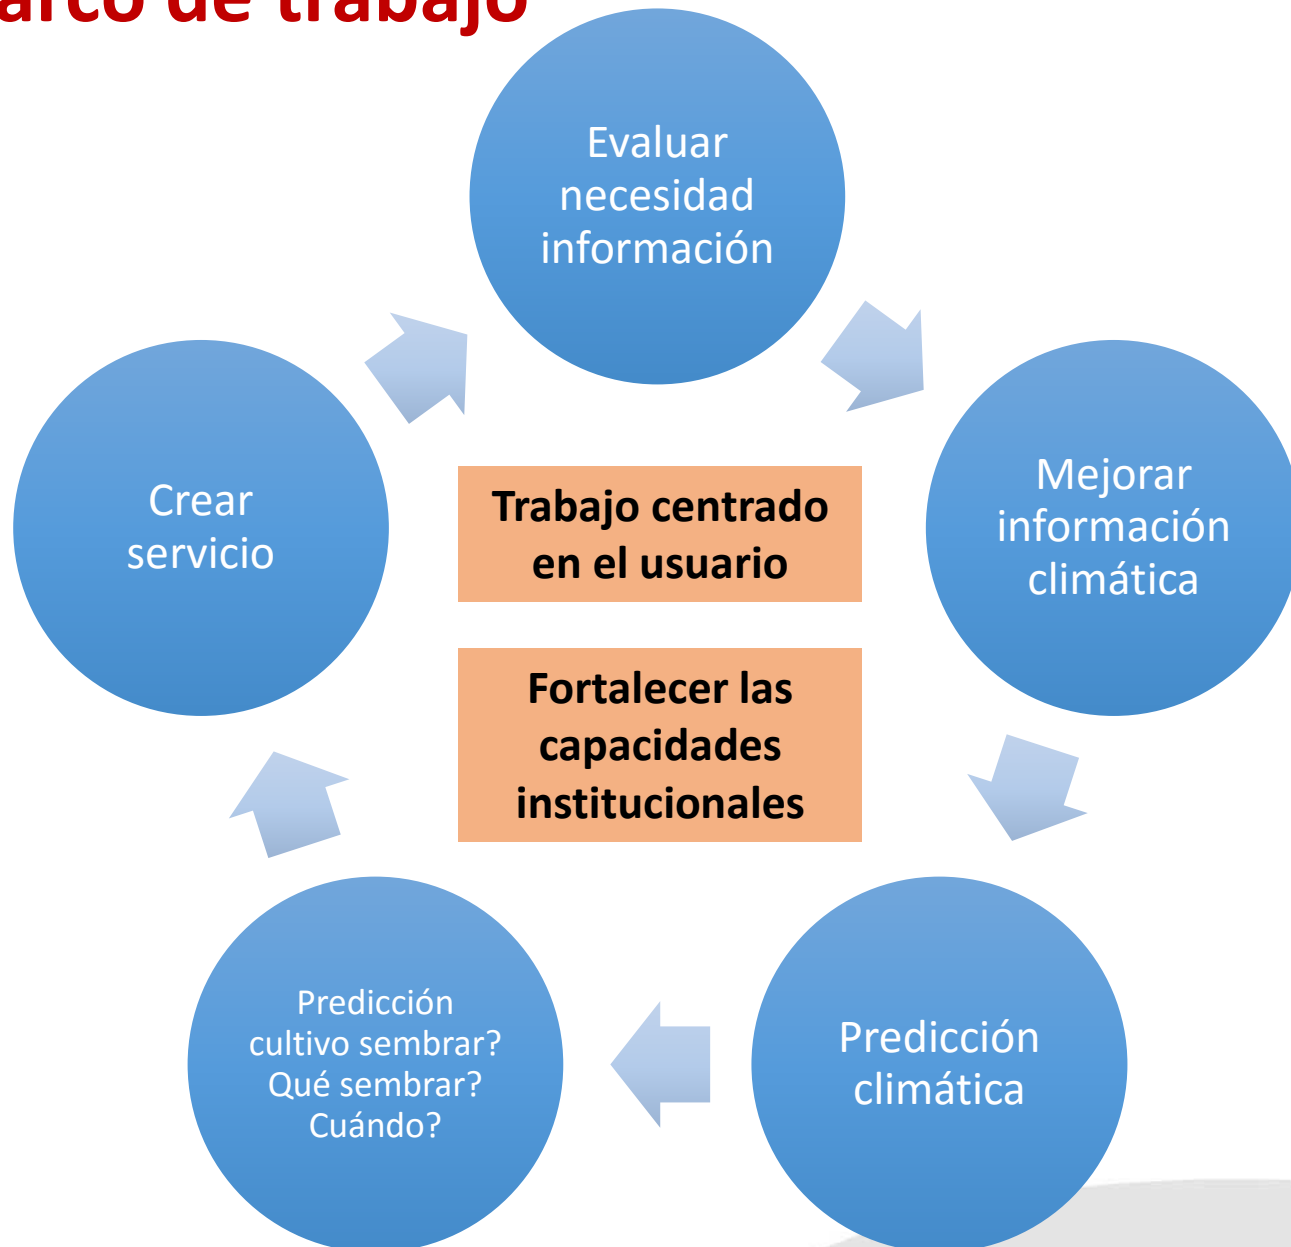 arco de trabajo
Evaluar
necesidad
información
Mejorar
información
climática
Predicción
climática
Predicción
cultivo sembrar?
Qué sembrar?
Cuándo?
Crear
servicio
Trabajo centrado
en el usuario
Fortalecer las
capacidades
institucionales